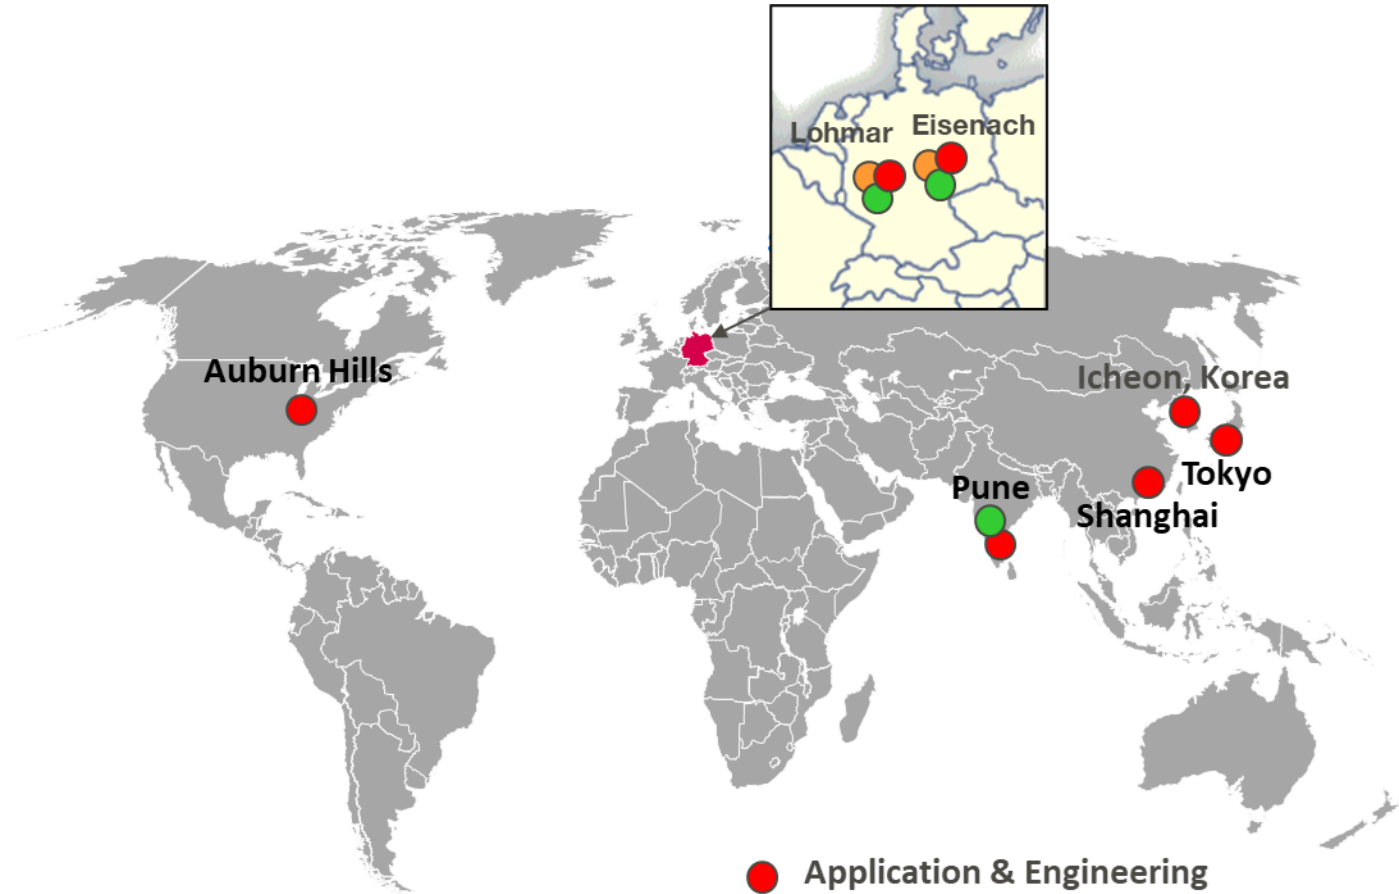 Lohmar
Eisenach
Auburn Hills
Icheon, Korea
Tokyo
Pune
Shanghai
Application & Engineering